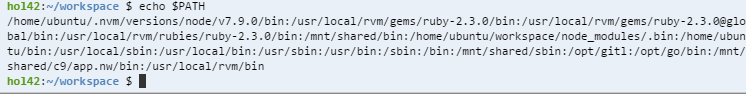 hol42:~/workspace $ echo $PATH
/home/ubuntu/.nvm/versions/node/v7.9.0/bin:/usr/local/rvm/gems/ruby-2.3.0/bin:/usr/local/rvm/gems/ruby-2.3.0@glo
bal/bin:/usr/local/rvm/rubies/ruby-2.3.0/bin:/mnt/shared/bin:/home/ubuntu/workspace/node_modules/.bin:/home/ubun
tu/bin:/usr/local/sbin:/usr/local/bin:/usr/sbin:/usr/bin:/sbin:/bin:/mnt/shared/sbin:/opt/gitl:/opt/go/bin:/mnt/
shared/c9/app.nw/bin:/usr/local/rvm/bin
hol42:~/workspace $